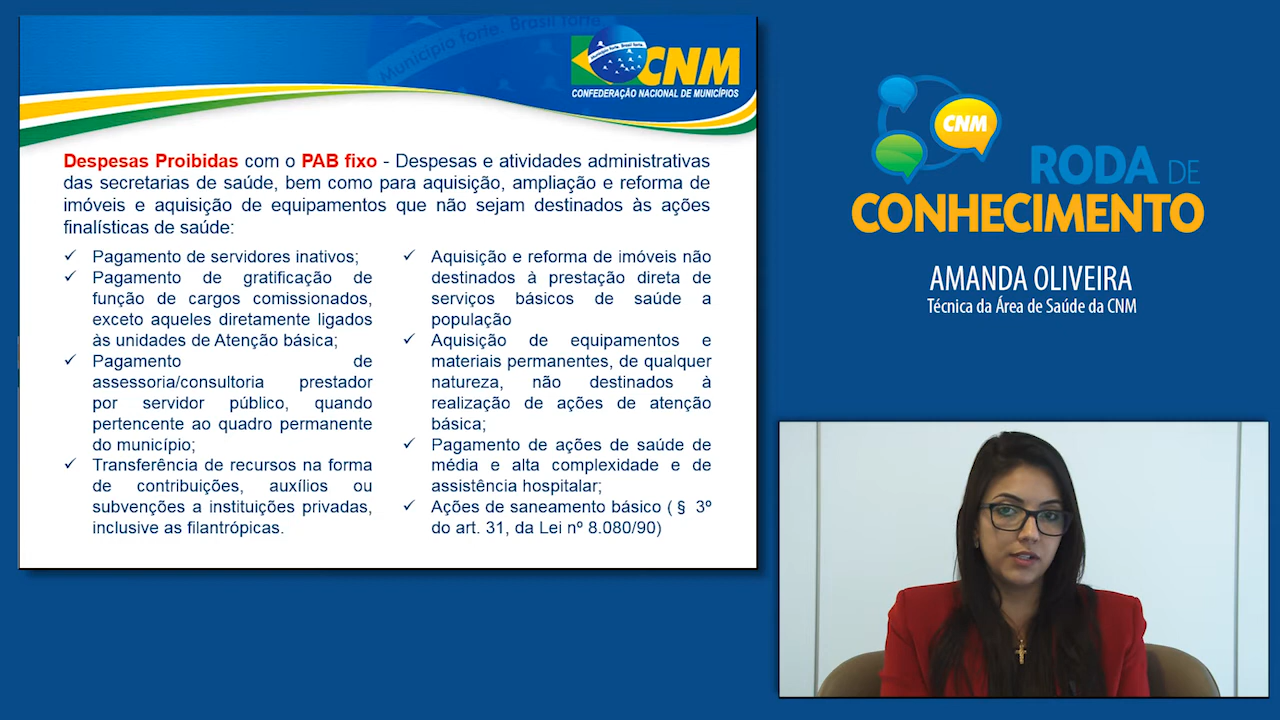 Município forte, Brasil forte
Município forte, Brasil forte.
CNM
CONFEDERAÇÃO NACIONAL DE MUNICÍPIOS
Despesas Proibidas com o PAB fixo - Despesas e atividades administrativas
das secretarias de saúde, bem como para aquisição, ampliação e reforma de
imóveis e aquisição de equipamentos que não sejam destinados às ações
finalísticas de saúde:
✓ Pagamento de servidores inativos;
✓ Pagamento de gratificação de
função de cargos comissionados,
exceto aqueles diretamente ligados
às unidades de Atenção básica;
✓ Pagamento de
assessoria/consultoria prestador
por servidor público, quando
pertencente ao quadro permanente
do município;
✓ Transferência de recursos na forma
de contribuições, auxílios ou
subvenções a instituições privadas,
inclusive as filantrópicas.
✓ Aquisição e reforma de imóveis não
destinados à prestação direta de
serviços básicos de saúde a
população
✓ Aquisição de equipamentos e
materiais permanentes, de qualquer
natureza, não destinados à
realização de ações de atenção
básica;
✓ Pagamento de ações de saúde de
média e alta complexidade e de
assistência hospitalar;
✓ Ações de saneamento básico ( § 3º
do art. 31, da Lei nº 8.080/90)
CNM
RODA DE
CONHECIMENTO
AMANDA OLIVEIRA
Técnica da Área de Saúde da CNM